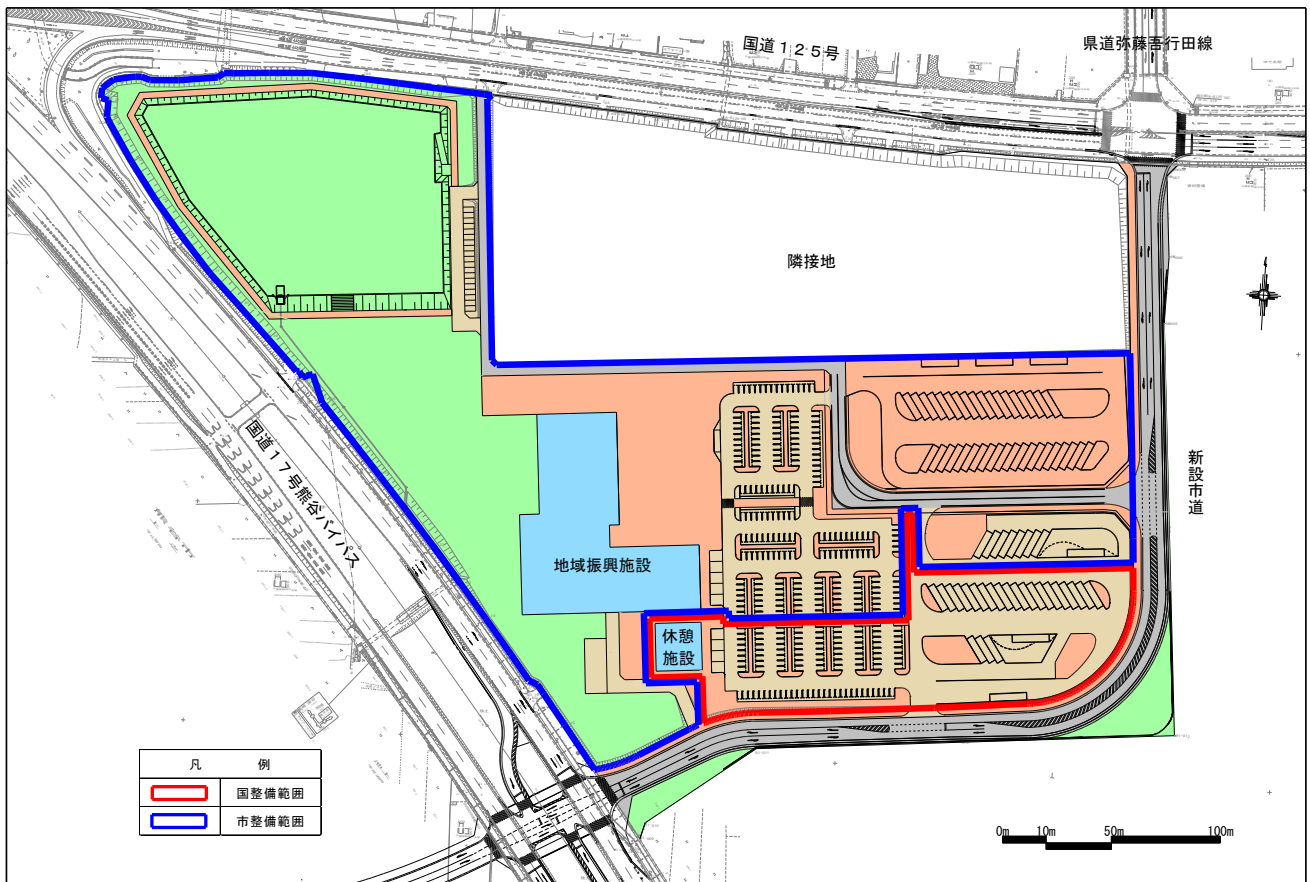 国道125号
県道弥藤吾行田線
隣接地
国道17号熊谷バイパス
新設市道
地域振興施設
休憩
施設
凡 例
国整備範囲
市整備範囲
0m 10m 50m 100m